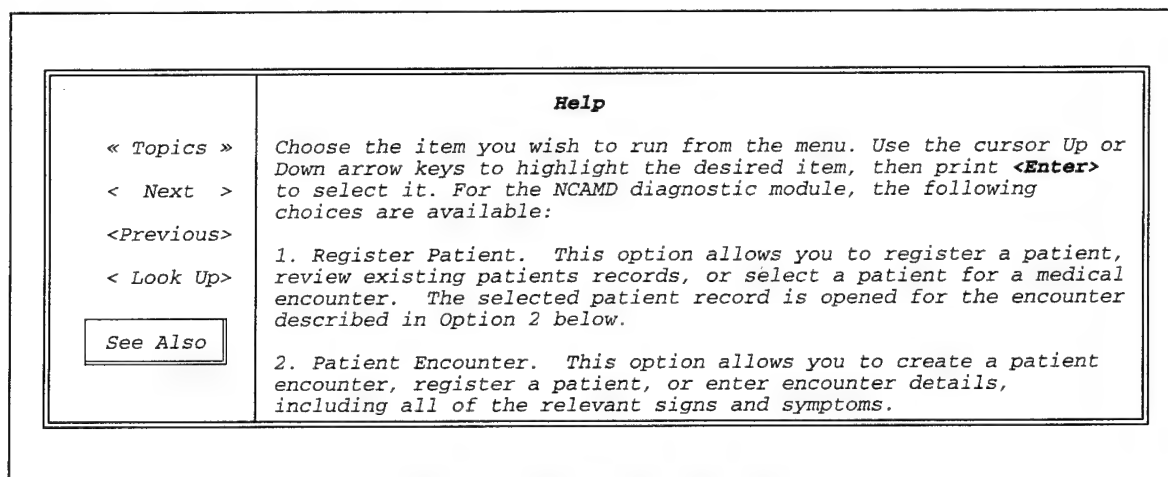 Help
« Topics »
< Next >
<Previous>
< Look Up>
See Also
Choose the item you wish to run from the menu. Use the cursor Up or
Down arrow keys to highlight the desired item, then print <Enter>
to select it. For the NCAMD diagnostic module, the following
choices are available:
1. Register Patient. This option allows you to register a patient,
review existing patients records, or select a patient for a medical
encounter. The selected patient record is opened for the encounter
described in Option 2 below.
2. Patient Encounter. This option allows you to create a patient
encounter, register a patient, or enter encounter details,
including all of the relevant signs and symptoms.